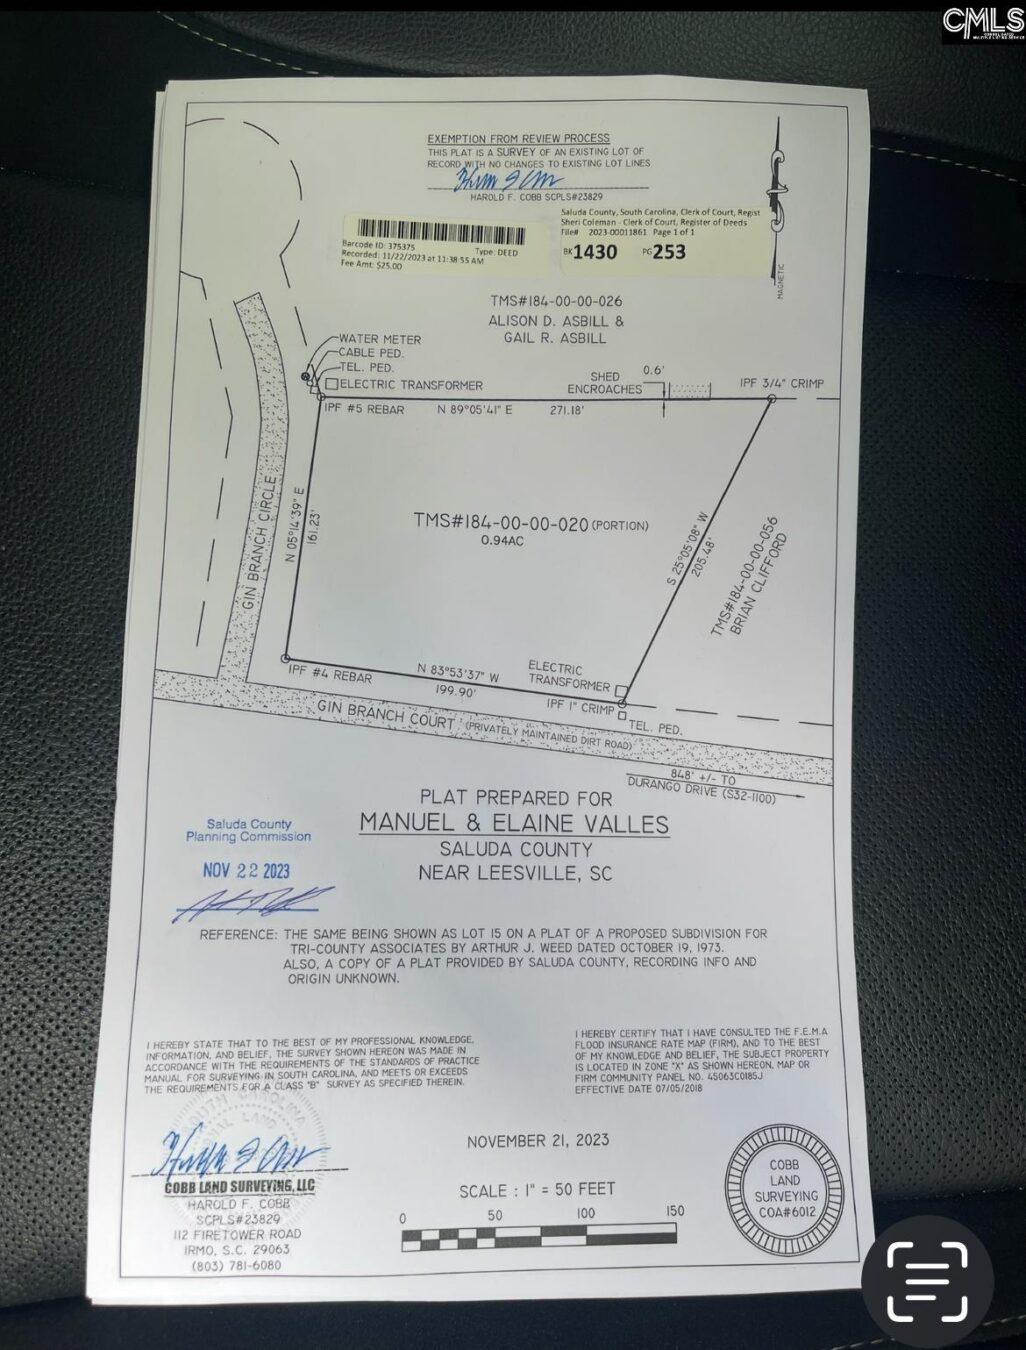 CMLS
CONSOLIDATED
MULTIPLE LISTING SERVICE
EXEMPTION FROM REVIEW PROCESS
THIS PLAT IS A SURVEY OF AN EXISTING LOT OF
RECORD WITH NO CHANGES TO EXISTING LOT LINES
HAROLD F. COBB SCPLS#23829
Barcode ID: 375375 Type: DEED
Recorded: 11/22/2023 at 11:38:55 AM
Fee Amt: $25.00
Saluda County, South Carolina, Clerk of Court, Regist
Sheri Coleman - Clerk of Court, Register of Deeds
File# 2023-00011861 Page 1 of 1
BK 1430 PG 253
MAGNETIC
TMS#184-00-00-026
ALISON D. ASBILL &
GAIL R. ASBILL
WATER METER
CABLE PED.
TEL. PED.
ELECTRIC TRANSFORMER
SHED
ENCROACHES
0.6'
IPF 3/4" CRIMP
IPF #5 REBAR
N 89°05'41" E
271.18'
GIN BRANCH CIRCLE
N 05°14'39" E
161.23'
TMS#184-00-00-020 (PORTION)
0.94AC
S 25°05'08" W
205.48'
TMS#184-00-00-056
BRIAN CLIFFORD
IPF #4 REBAR
N 83°53'37" W
199.90'
ELECTRIC
TRANSFORMER
IPF 1" CRIMP
TEL. PED.
GIN BRANCH COURT (PRIVATELY MAINTAINED DIRT ROAD)
848' +/- TO
DURANGO DRIVE (S32-1100)
PLAT PREPARED FOR
MANUEL & ELAINE VALLES
SALUDA COUNTY
NEAR LEESVILLE, SC
Saluda County
Planning Commission
NOV 22 2023
REFERENCE: THE SAME BEING SHOWN AS LOT 15 ON A PLAT OF A PROPOSED SUBDIVISION FOR
TRI-COUNTY ASSOCIATES BY ARTHUR J. WEED DATED OCTOBER 19, 1973.
ALSO, A COPY OF A PLAT PROVIDED BY SALUDA COUNTY, RECORDING INFO AND
ORIGIN UNKNOWN.
I HEREBY STATE THAT TO THE BEST OF MY PROFESSIONAL KNOWLEDGE,
INFORMATION, AND BELIEF, THE SURVEY SHOWN HEREON WAS MADE IN
ACCORDANCE WITH THE REQUIREMENTS OF THE STANDARDS OF PRACTICE
MANUAL FOR SURVEYING IN SOUTH CAROLINA, AND MEETS OR EXCEEDS
THE REQUIREMENTS FOR A CLASS "B" SURVEY AS SPECIFIED THEREIN.
I HEREBY CERTIFY THAT I HAVE CONSULTED THE F.E.M.A
FLOOD INSURANCE RATE MAP (FIRM), AND TO THE BEST
OF MY KNOWLEDGE AND BELIEF, THE SUBJECT PROPERTY
IS LOCATED IN ZONE "X" AS SHOWN HEREON, MAP OR
FIRM COMMUNITY PANEL NO. 45063C0185J
EFFECTIVE DATE 07/05/2018
SOUTH CAROLINA
COBB LAND SURVEYING, LLC
HAROLD F. COBB
SCPLS#23829
112 FIRETOWER ROAD
IRMO, S.C. 29063
(803) 781-6080
NOVEMBER 21, 2023
SCALE : 1" = 50 FEET
0 50 100 150
COBB
LAND
SURVEYING
COA#6012